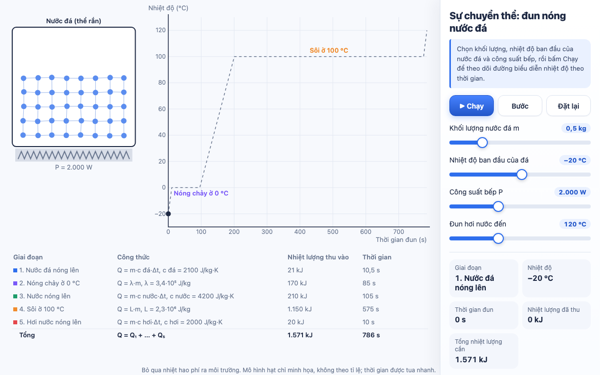 Nước đá (thể rắn)
P = 2.000 W
Nhiệt độ (°C)
120
100
80
60
40
20
0
−20
Sôi ở 100 °C
Nóng chảy ở 0 °C
0
100
200
300
400
500
600
700
Thời gian đun (s)
Giai đoạn Công thức Nhiệt lượng thu vào Thời gian
1. Nước đá nóng lên Q = m·c đá·Δt, c đá = 2100 J/kg·K 21 kJ 10,5 s
2. Nóng chảy ở 0 °C Q = λ·m, λ = 3,4·10⁵ J/kg 170 kJ 85 s
3. Nước nóng lên Q = m·c nước·Δt, c nước = 4200 J/kg·K 210 kJ 105 s
4. Sôi ở 100 °C Q = L·m, L = 2,3·10⁶ J/kg 1.150 kJ 575 s
5. Hơi nước nóng lên Q = m·c hơi·Δt, c hơi = 2000 J/kg·K 20 kJ 10 s
Tổng Q = Q₁ + … + Q₅ 1.571 kJ 786 s
Bỏ qua nhiệt hao phí ra môi trường. Mô hình hạt chỉ minh họa, không theo tỉ lệ; thời gian được tua nhanh.
Sự chuyển thể: đun nóng
nước đá
Chọn khối lượng, nhiệt độ ban đầu của
nước đá và công suất bếp, rồi bấm Chạy
để theo dõi đường biểu diễn nhiệt độ theo
thời gian.
▶ Chạy Bước Đặt lại
Khối lượng nước đá m 0,5 kg
Nhiệt độ ban đầu của đá −20 °C
Công suất bếp P 2.000 W
Đun hơi nước đến 120 °C
Giai đoạn
1. Nước đá
nóng lên
Nhiệt độ
−20 °C
Thời gian đun
0 s
Nhiệt lượng đã thu
0 kJ
Tổng nhiệt lượng
cần
1.571 kJ